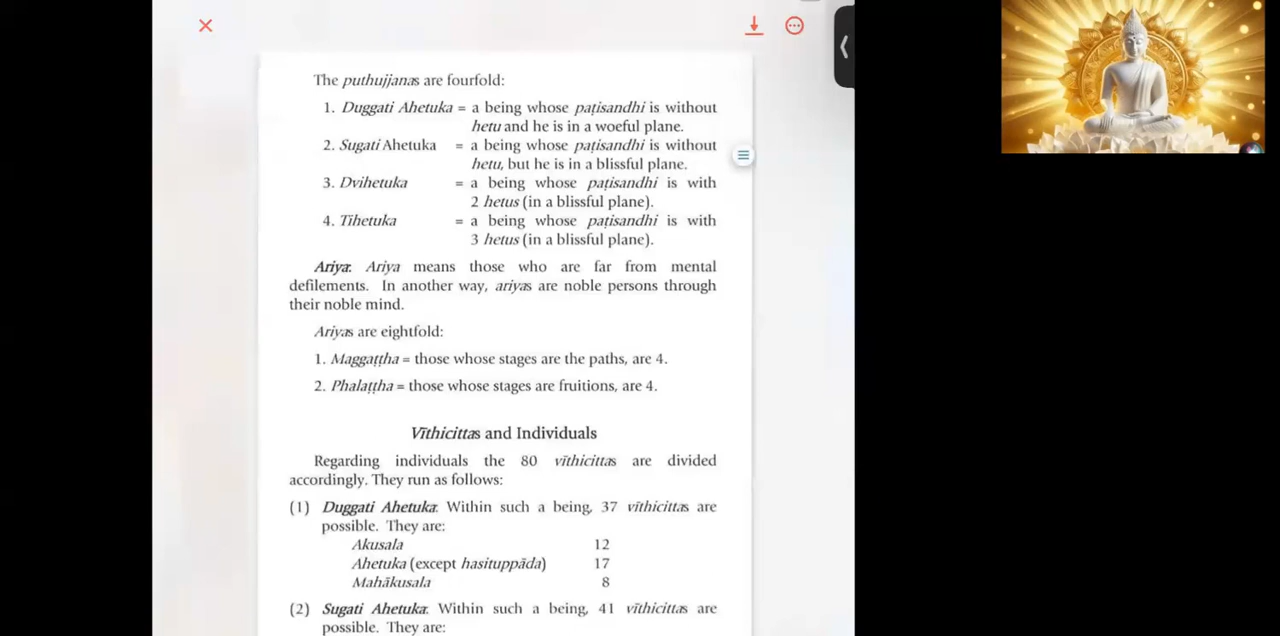 The puthujjanas are fourfold:
1. Duggati Ahetuka = a being whose paṭisandhi is without
hetu and he is in a woeful plane.
2. Sugati Ahetuka = a being whose paṭisandhi is without
hetu, but he is in a blissful plane.
3. Dvihetuka = a being whose paṭisandhi is with
2 hetus (in a blissful plane).
4. Tihetuka = a being whose paṭisandhi is with
3 hetus (in a blissful plane).
Ariya: Ariya means those who are far from mental
defilements. In another way, ariyas are noble persons through
their noble mind.
Ariyas are eightfold:
1. Maggaṭṭha = those whose stages are the paths, are 4.
2. Phalaṭṭha = those whose stages are fruitions, are 4.
Vīthicittas and Individuals
Regarding individuals the 80 vīthicittas are divided
accordingly. They run as follows:
(1) Duggati Ahetuka: Within such a being, 37 vīthicittas are
possible. They are:
Akusala 12
Ahetuka (except hasituppāda) 17
Mahākusala 8
(2) Sugati Ahetuka: Within such a being, 41 vīthicittas are
possible. They are: